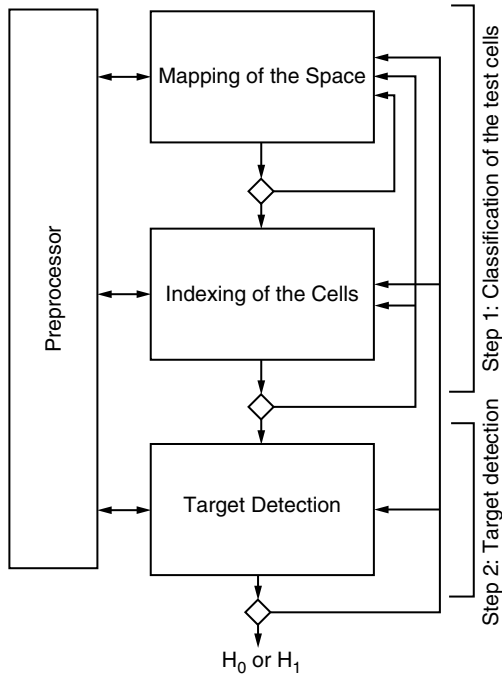 Preprocessor
Mapping of the Space
Indexing of the Cells
Target Detection
H₀ or H₁
Step 1: Classification of the test cells
Step 2: Target detection